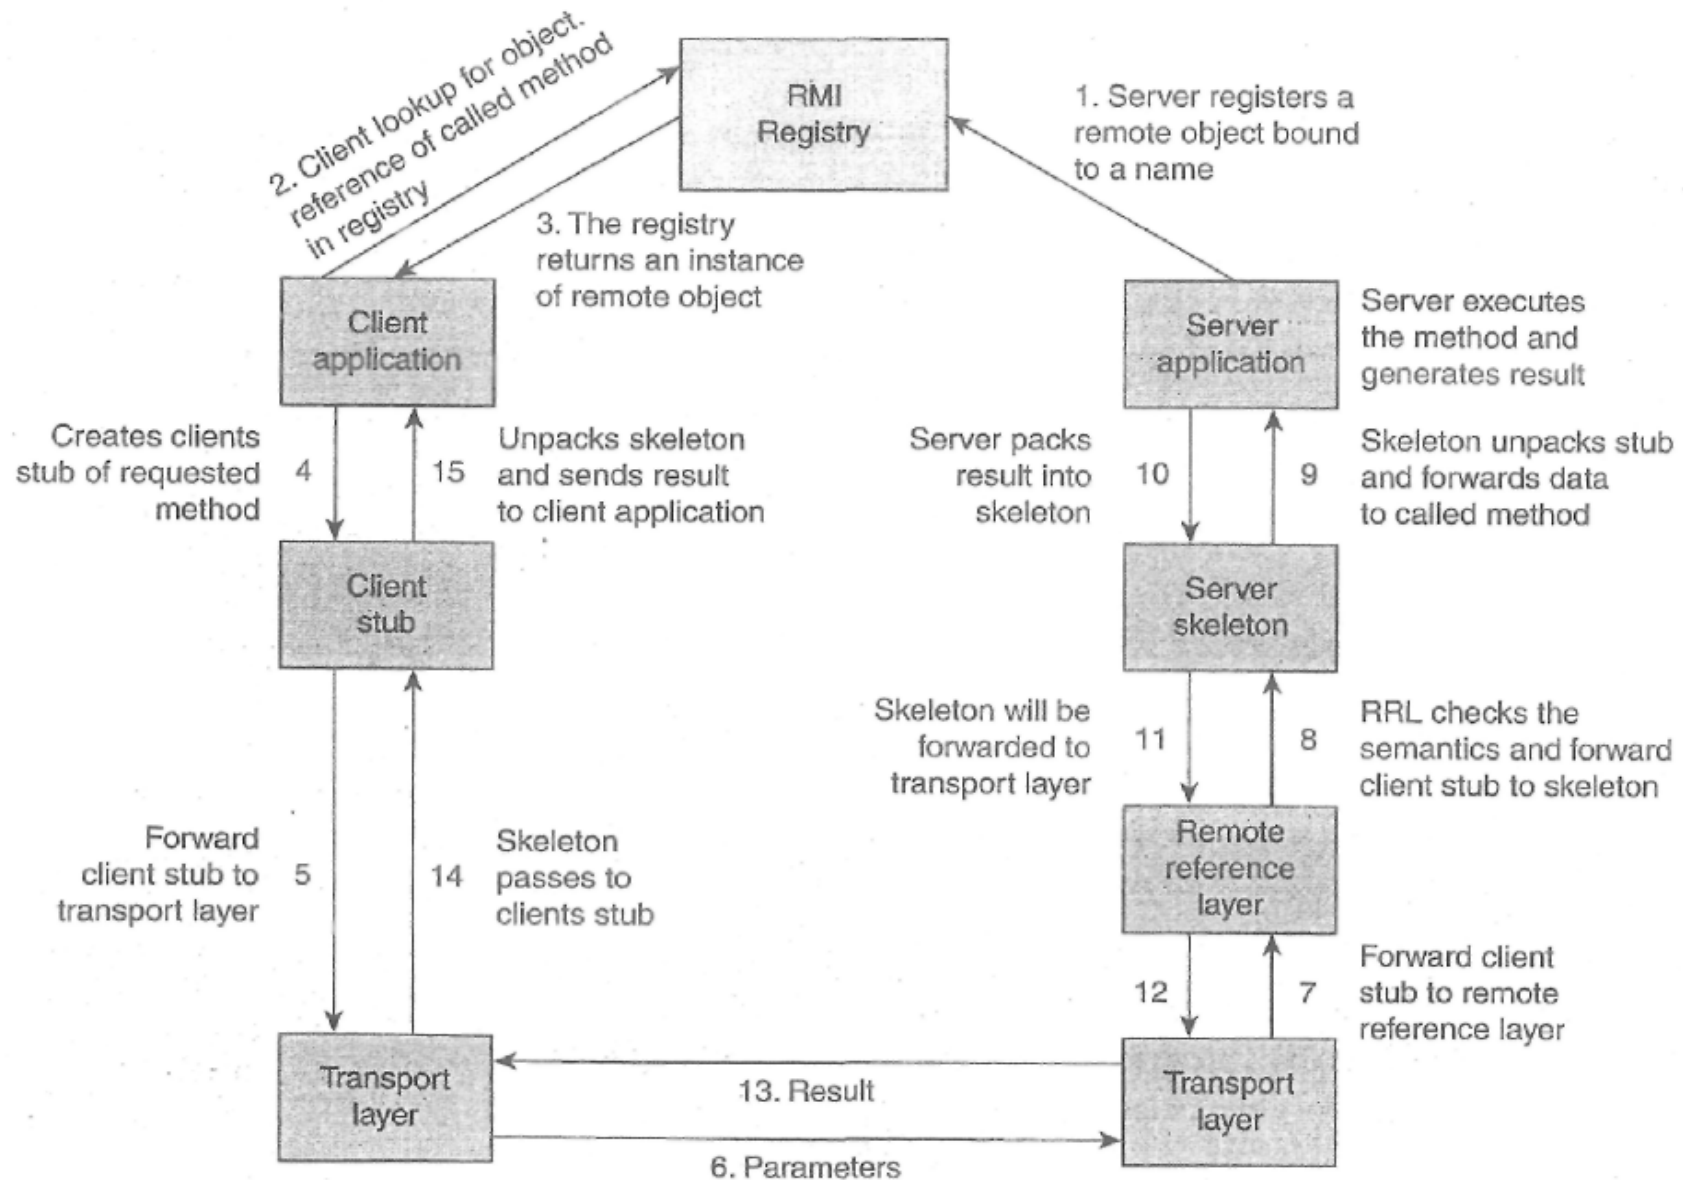 2. Client lookup for object.
reference of called method
in registry
RMI
Registry
1. Server registers a
remote object bound
to a name
3. The registry
returns an instance
of remote object
Client
application
Server
application
Server executes
the method and
generates result
Creates clients
stub of requested
method
4
15
Unpacks skeleton
and sends result
to client application
Server packs
result into
skeleton
10
9
Skeleton unpacks stub
and forwards data
to called method
Client
stub
Server
skeleton
Skeleton will be
forwarded to
transport layer
11
8
RRL checks the
semantics and forward
client stub to skeleton
Forward
client stub to
transport layer
5
14
Skeleton
passes to
clients stub
Remote
reference
layer
12
7
Forward client
stub to remote
reference layer
Transport
layer
13. Result
6. Parameters
Transport
layer